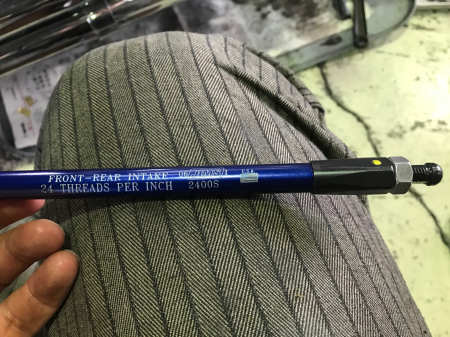 FRONT-REAR INTAKE
24 THREADS PER INCH 2400S